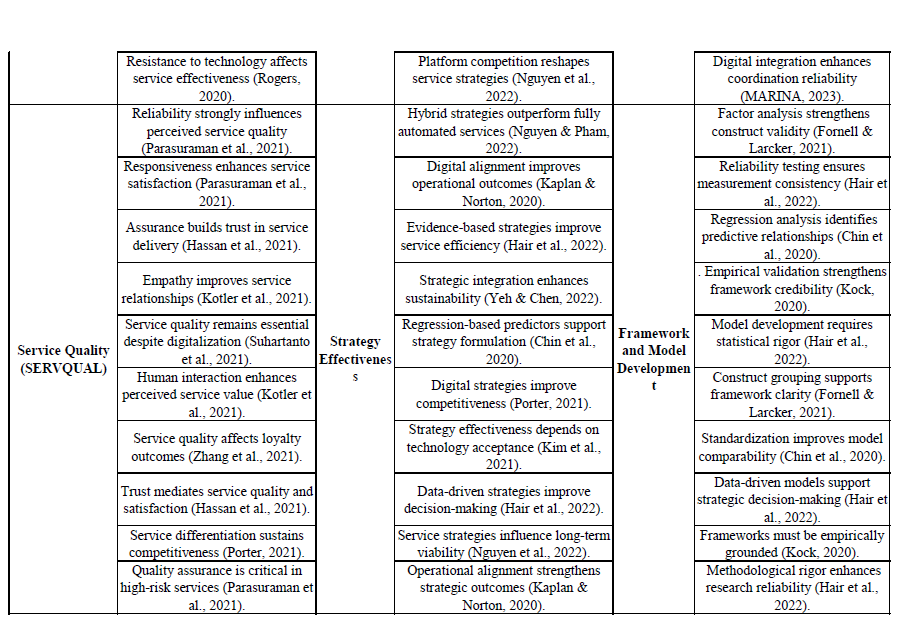 Resistance to technology affects
service effectiveness (Rogers,
2020).
Platform competition reshapes
service strategies (Nguyen et al.,
2022).
Digital integration enhances
coordination reliability
(MARINA, 2023).
Service Quality
(SERVQUAL)
Reliability strongly influences
perceived service quality
(Parasuraman et al., 2021).
Responsiveness enhances service
satisfaction (Parasuraman et al.,
2021).
Assurance builds trust in service
delivery (Hassan et al., 2021).
Empathy improves service
relationships (Kotler et al., 2021).
Service quality remains essential
despite digitalization (Suhartanto
et al., 2021).
Human interaction enhances
perceived service value (Kotler et
al., 2021).
Service quality affects loyalty
outcomes (Zhang et al., 2021).
Trust mediates service quality and
satisfaction (Hassan et al., 2021).
Service differentiation sustains
competitiveness (Porter, 2021).
Quality assurance is critical in
high-risk services (Parasuraman et
al., 2021).
Strategy
Effectivenes
s
Hybrid strategies outperform fully
automated services (Nguyen & Pham,
2022).
Digital alignment improves
operational outcomes (Kaplan &
Norton, 2020).
Evidence-based strategies improve
service efficiency (Hair et al., 2022).
Strategic integration enhances
sustainability (Yeh & Chen, 2022).
Regression-based predictors support
strategy formulation (Chin et al.,
2020).
Digital strategies improve
competitiveness (Porter, 2021).
Strategy effectiveness depends on
technology acceptance (Kim et al.,
2021).
Data-driven strategies improve
decision-making (Hair et al., 2022).
Service strategies influence long-term
viability (Nguyen et al., 2022).
Operational alignment strengthens
strategic outcomes (Kaplan &
Norton, 2020).
Framework
and Model
Developmen
t
Factor analysis strengthens
construct validity (Fornell &
Larcker, 2021).
Reliability testing ensures
measurement consistency (Hair et
al., 2022).
Regression analysis identifies
predictive relationships (Chin et
al., 2020).
. Empirical validation strengthens
framework credibility (Kock,
2020).
Model development requires
statistical rigor (Hair et al.,
2022).
Construct grouping supports
framework clarity (Fornell &
Larcker, 2021).
Standardization improves model
comparability (Chin et al., 2020).
Data-driven models support
strategic decision-making (Hair et
al., 2022).
Frameworks must be empirically
grounded (Kock, 2020).
Methodological rigor enhances
research reliability (Hair et al.,
2022).